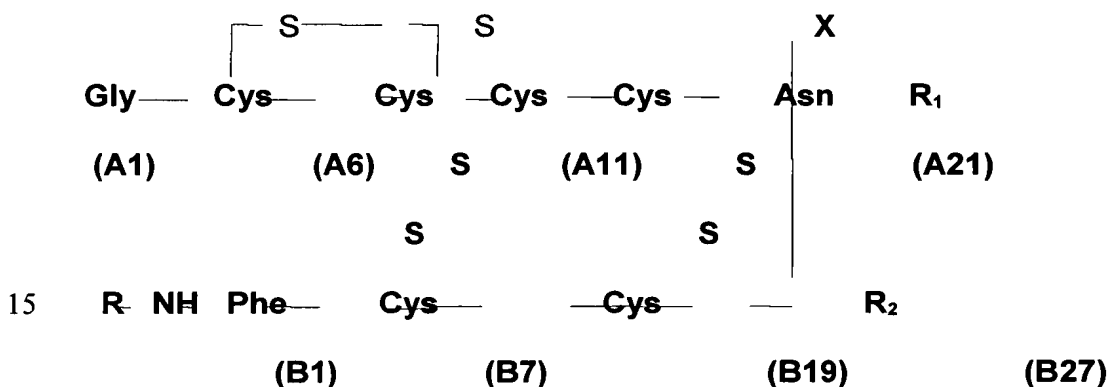 S S X
Gly Cys Cys Cys Cys Asn R₁
(A1) (A6) S (A11) S (A21)
S S
15 R NH Phe Cys Cys R₂
(B1) (B7) (B19) (B27)